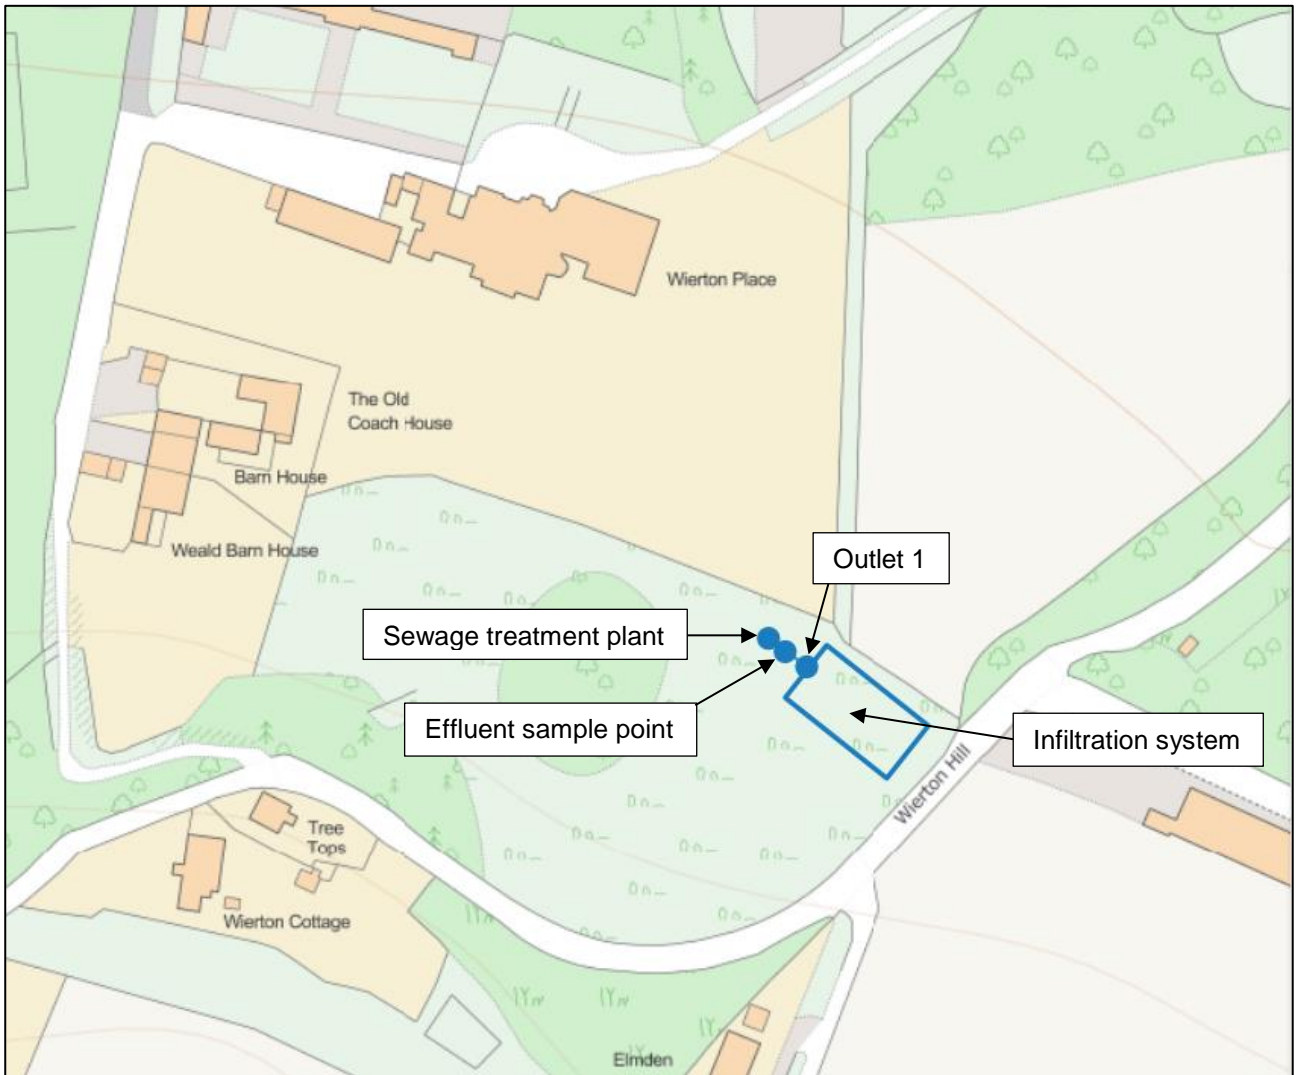 Wierton Place
The Old
Coach House
Barn House
Weald Barn House
Outlet 1
Sewage treatment plant
Effluent sample point
Infiltration system
Wierton Hill
Tree
Tops
Wierton Cottage
Elmden